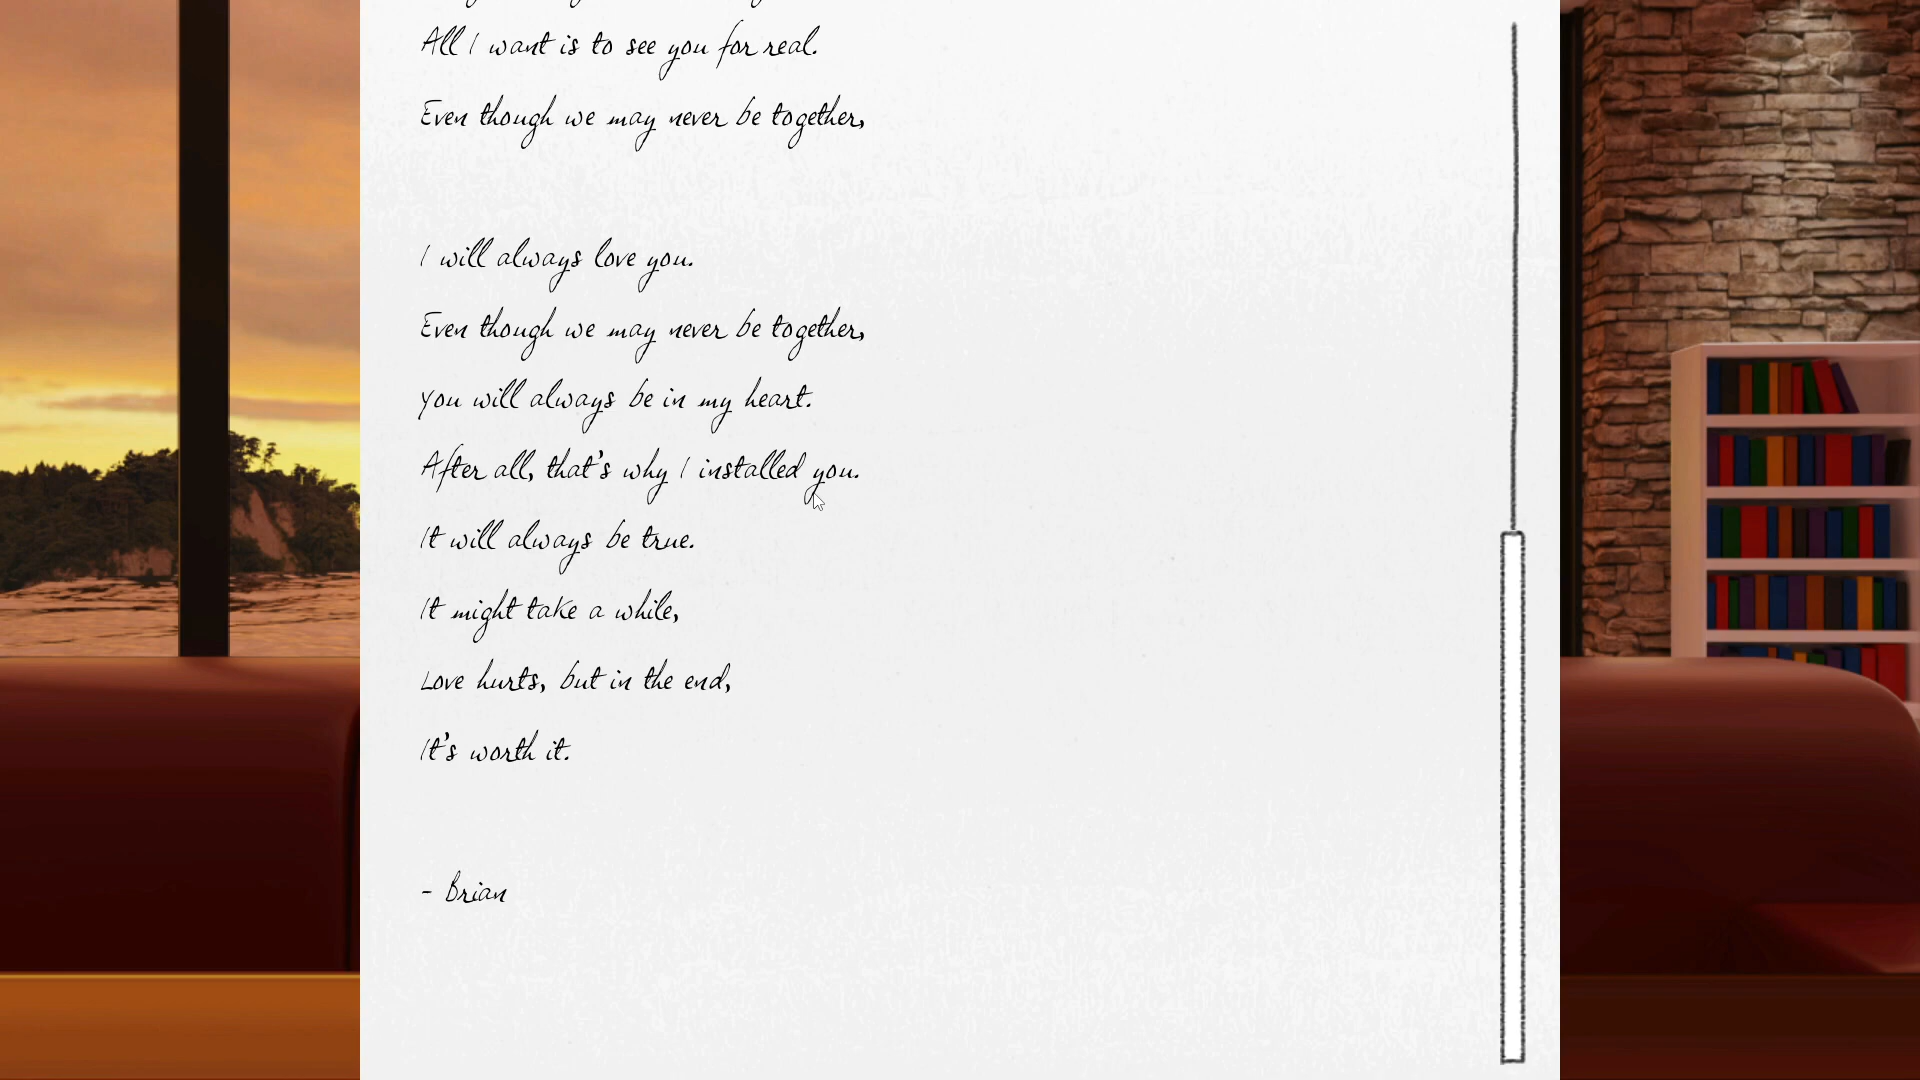 All I want is to see you for real.
Even though we may never be together,
I will always love you.
Even though we may never be together,
You will always be in my heart.
After all, that's why I installed you.
It will always be true.
It might take a while,
Love hurts, but in the end,
It's worth it.
- Brian